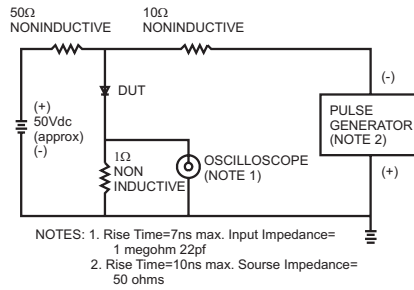 50Ω
NONINDUCTIVE
10Ω
NONINDUCTIVE
(+)
50Vdc
(approx)
(-)
DUT
1Ω
NON
INDUCTIVE
OSCILLOSCOPE
(NOTE 1)
(-)
PULSE
GENERATOR
(NOTE 2)
(+)
NOTES: 1. Rise Time=7ns max. Input Impedance=
1 megohm 22pf
2. Rise Time=10ns max. Sourse Impedance=
50 ohms